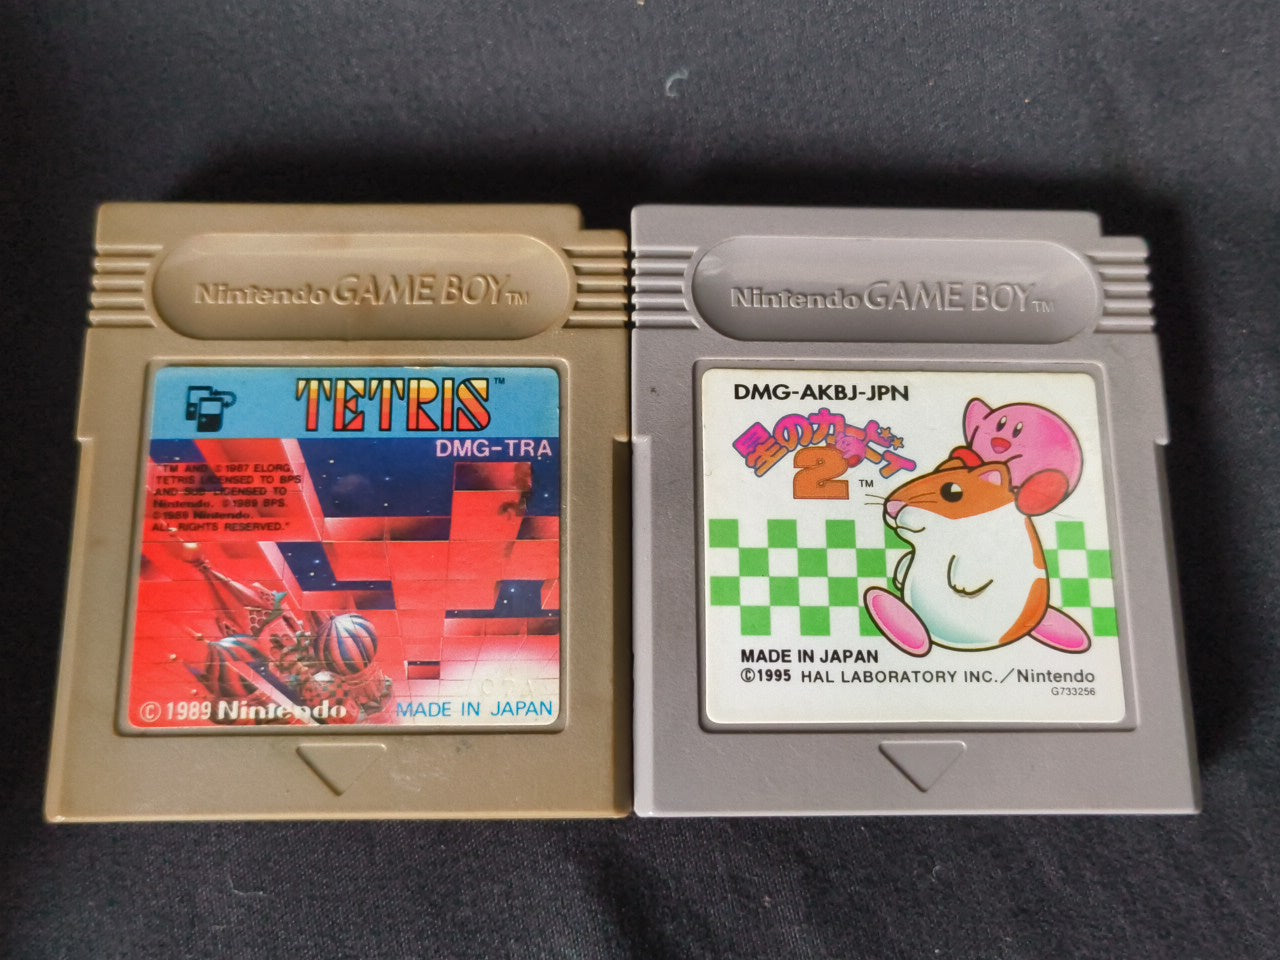 Nintendo GAME BOY™
TETRIS™
DMG-TRA
"TM AND ©1987 ELORG,
TETRIS LICENSED TO BPS
AND SUB-LICENSED TO
Nintendo. ©1989 BPS.
©1989 Nintendo.
ALL RIGHTS RESERVED."
©1989 Nintendo
MADE IN JAPAN
Nintendo GAME BOY™
DMG-AKBJ-JPN
星のカービィ
2™
MADE IN JAPAN
©1995 HAL LABORATORY INC./Nintendo
G733256